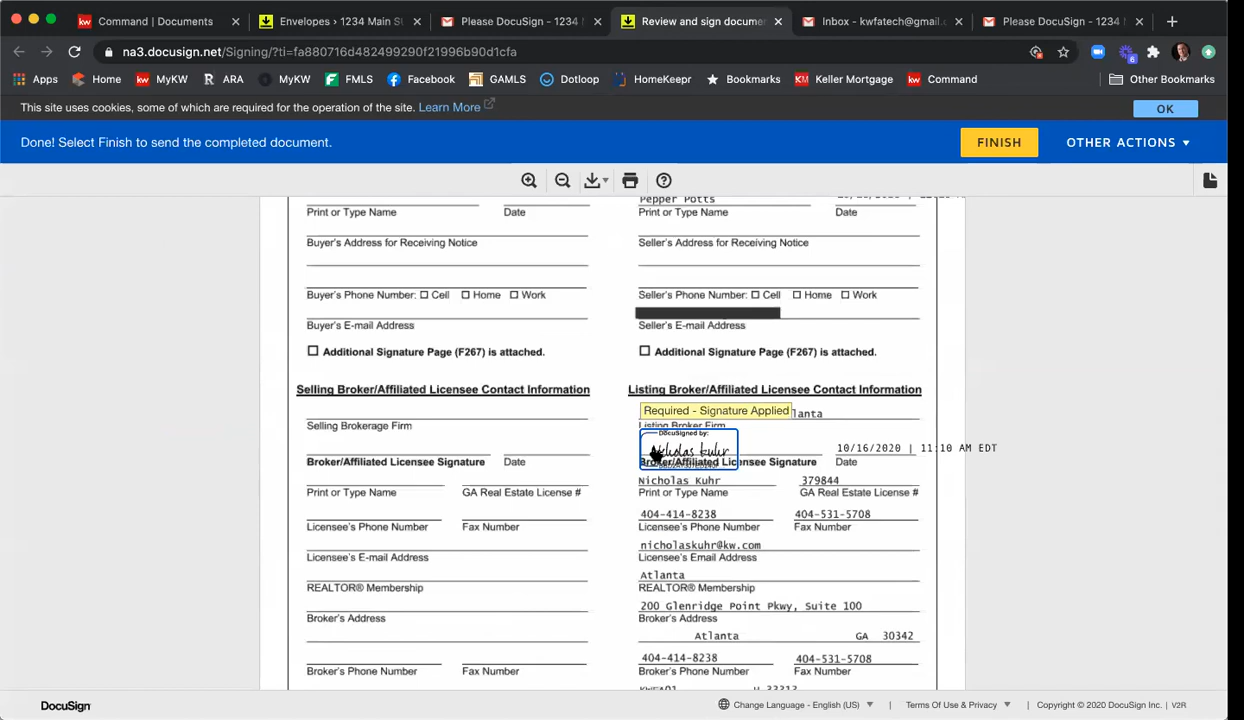 Command | Documents
Envelopes › 1234 Main S
Please DocuSign - 1234
Review and sign docume
Inbox - kwfatech@gmail.c
Please DocuSign - 1234
na3.docusign.net/Signing/?ti=fa880716d482499290f21996b90d1cfa
6
Apps
Home
kw MyKW
R ARA
MyKW
FMLS
Facebook
GAMLS
Dotloop
HomeKeepr
Bookmarks
KM Keller Mortgage
kw Command
Other Bookmarks
This site uses cookies, some of which are required for the operation of the site. Learn More
OK
Done! Select Finish to send the completed document.
FINISH
OTHER ACTIONS
Pepper Potts
Print or Type Name Date
Print or Type Name Date
Buyer's Address for Receiving Notice
Seller's Address for Receiving Notice
Buyer's Phone Number: Cell Home Work
Seller's Phone Number: Cell Home Work
Buyer's E-mail Address
Seller's E-mail Address
Additional Signature Page (F267) is attached.
Additional Signature Page (F267) is attached.
Selling Broker/Affiliated Licensee Contact Information
Listing Broker/Affiliated Licensee Contact Information
Required - Signature Applied
lanta
Selling Brokerage Firm
Listing Broker Firm
DocuSigned by:
Nicholas Kuhr
10/16/2020 | 11:10 AM EDT
Broker/Affiliated Licensee Signature Date
Broker/Affiliated Licensee Signature Date
Nicholas Kuhr 379844
Print or Type Name GA Real Estate License #
Print or Type Name GA Real Estate License #
404-414-8238 404-531-5708
Licensee's Phone Number Fax Number
Licensee's Phone Number Fax Number
nicholaskuhr@kw.com
Licensee's E-mail Address
Licensee's Email Address
Atlanta
REALTOR® Membership
REALTOR® Membership
200 Glenridge Point Pkwy, Suite 100
Broker's Address
Broker's Address
Atlanta GA 30342
404-414-8238 404-531-5708
Broker's Phone Number Fax Number
Broker's Phone Number Fax Number
DocuSign
Change Language - English (US)
Terms Of Use & Privacy
Copyright © 2020 DocuSign Inc. | V2R